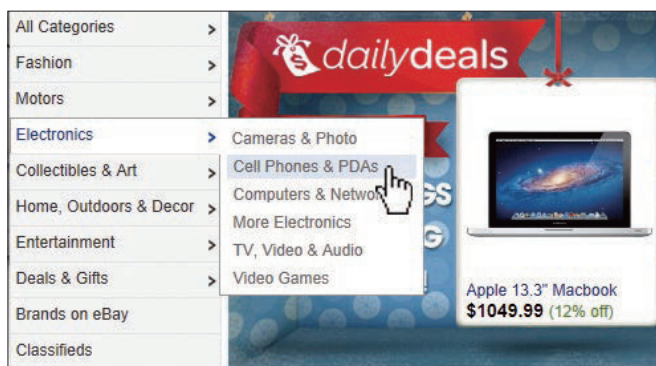 All Categories >
Fashion >
Motors >
Electronics >
Collectibles & Art >
Home, Outdoors & Decor >
Entertainment >
Deals & Gifts >
Brands on eBay
Classifieds
Cameras & Photo
Cell Phones & PDAs
Computers &
More Electronics
TV, Video & Audio
Video Games
dailydeals
GS
G
!
Apple 13.3" Macbook
$1049.99 (12% off)